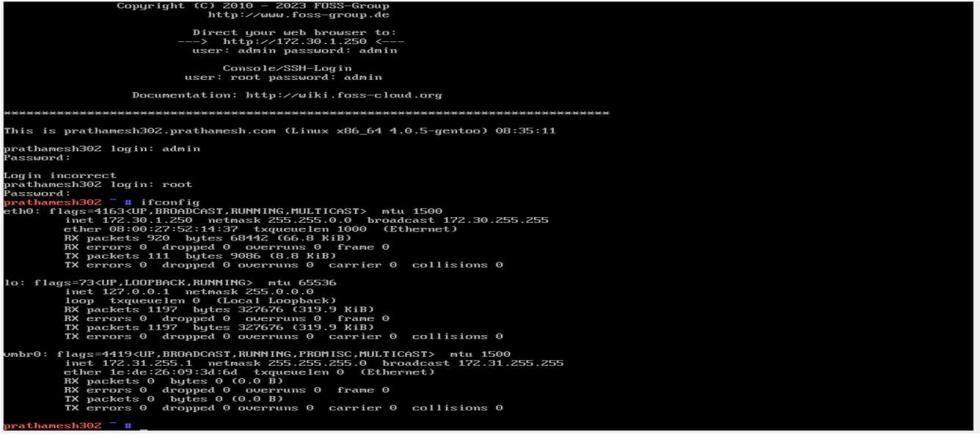 Copyright (C) 2010 - 2023 FOSS-Group
http://www.foss-group.de
Direct your web browser to:
---> http://172.30.1.250 <---
user: admin password: admin
Console/SSH-Login
user: root password: admin
Documentation: http://wiki.foss-cloud.org
********************************************************************************
This is prathamesh302.prathamesh.com (Linux x86_64 4.0.5-gentoo) 08:35:11
prathamesh302 login: admin
Password:
Login incorrect
prathamesh302 login: root
Password:
prathamesh302 ~ # ifconfig
eth0: flags=4163<UP,BROADCAST,RUNNING,MULTICAST> mtu 1500
inet 172.30.1.250 netmask 255.255.0.0 broadcast 172.30.255.255
ether 08:00:27:52:14:37 txqueuelen 1000 (Ethernet)
RX packets 920 bytes 68442 (66.8 KiB)
RX errors 0 dropped 0 overruns 0 frame 0
TX packets 111 bytes 9086 (8.8 KiB)
TX errors 0 dropped 0 overruns 0 carrier 0 collisions 0
lo: flags=73<UP,LOOPBACK,RUNNING> mtu 65536
inet 127.0.0.1 netmask 255.0.0.0
loop txqueuelen 0 (Local Loopback)
RX packets 1197 bytes 327676 (319.9 KiB)
RX errors 0 dropped 0 overruns 0 frame 0
TX packets 1197 bytes 327676 (319.9 KiB)
TX errors 0 dropped 0 overruns 0 carrier 0 collisions 0
vmbr0: flags=4419<UP,BROADCAST,RUNNING,PROMISC,MULTICAST> mtu 1500
inet 172.31.255.1 netmask 255.255.255.0 broadcast 172.31.255.255
ether 1e:de:26:09:3d:6d txqueuelen 0 (Ethernet)
RX packets 0 bytes 0 (0.0 B)
RX errors 0 dropped 0 overruns 0 frame 0
TX packets 0 bytes 0 (0.0 B)
TX errors 0 dropped 0 overruns 0 carrier 0 collisions 0
prathamesh302 ~ # _